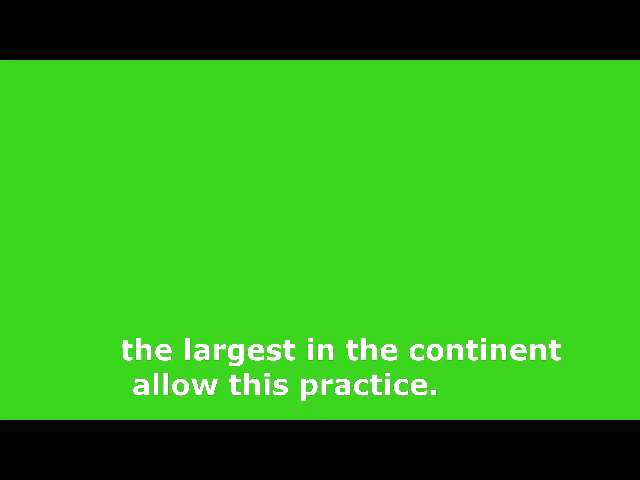 the largest in the continent
allow this practice.